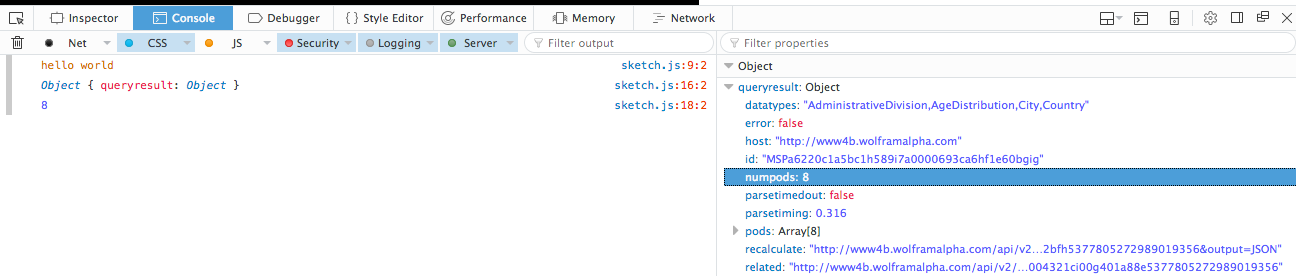 Inspector Console Debugger Style Editor Performance Memory Network
Net CSS JS Security Logging Server Filter output
hello world sketch.js:9:2
Object { queryresult: Object } sketch.js:16:2
8 sketch.js:18:2
Filter properties
Object
queryresult: Object
datatypes: "AdministrativeDivision,AgeDistribution,City,Country"
error: false
host: "http://www4b.wolframalpha.com"
id: "MSPa6220c1a5bc1h589i7a0000693ca6hf1e60bgig"
numpods: 8
parsetimedout: false
parsetiming: 0.316
pods: Array[8]
recalculate: "http://www4b.wolframalpha.com/api/v2…2bfh5377805272989019356&output=JSON"
related: "http://www4b.wolframalpha.com/api/v2/…004321ci00g401a88e5377805272989019356"